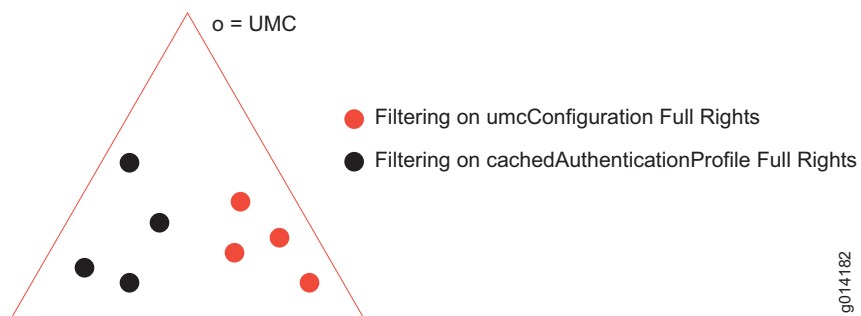 o = UMC
Filtering on umcConfiguration Full Rights
Filtering on cachedAuthenticationProfile Full Rights
g014182